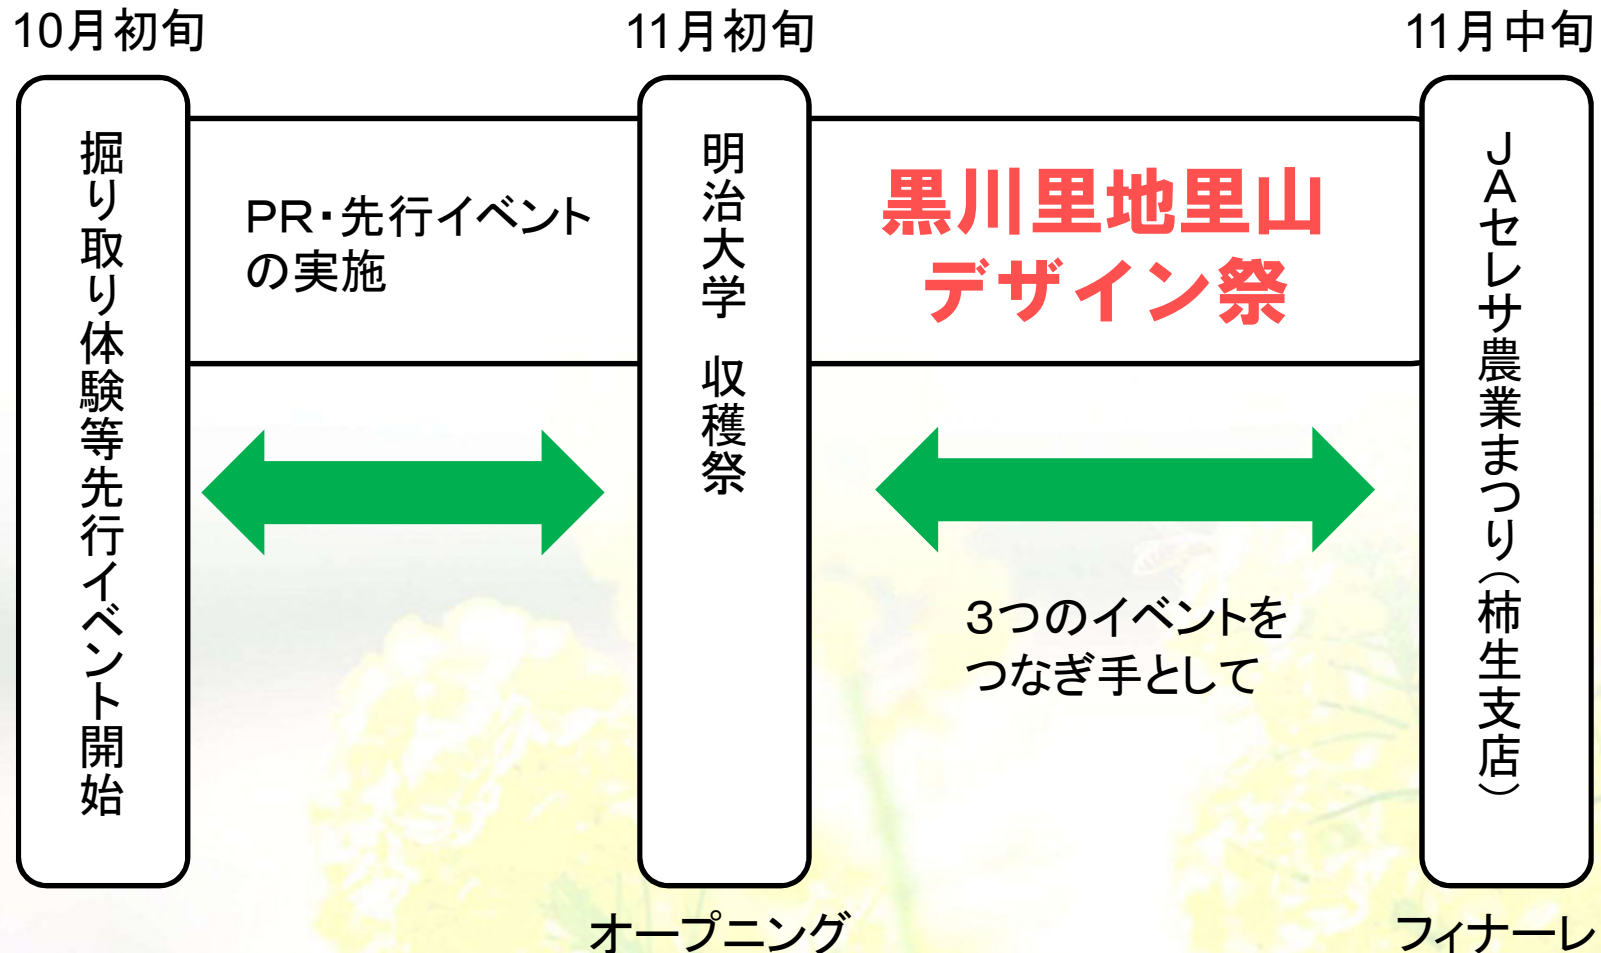 10月初旬
11月初旬
11月中旬
掘り取り体験等先行イベント開始
PR・先行イベント
の実施
明治大学　収穫祭
黒川里地里山
デザイン祭
JAセレサ農業まつり(柿生支店)
3つのイベントを
つなぎ手として
オープニング
フィナーレ